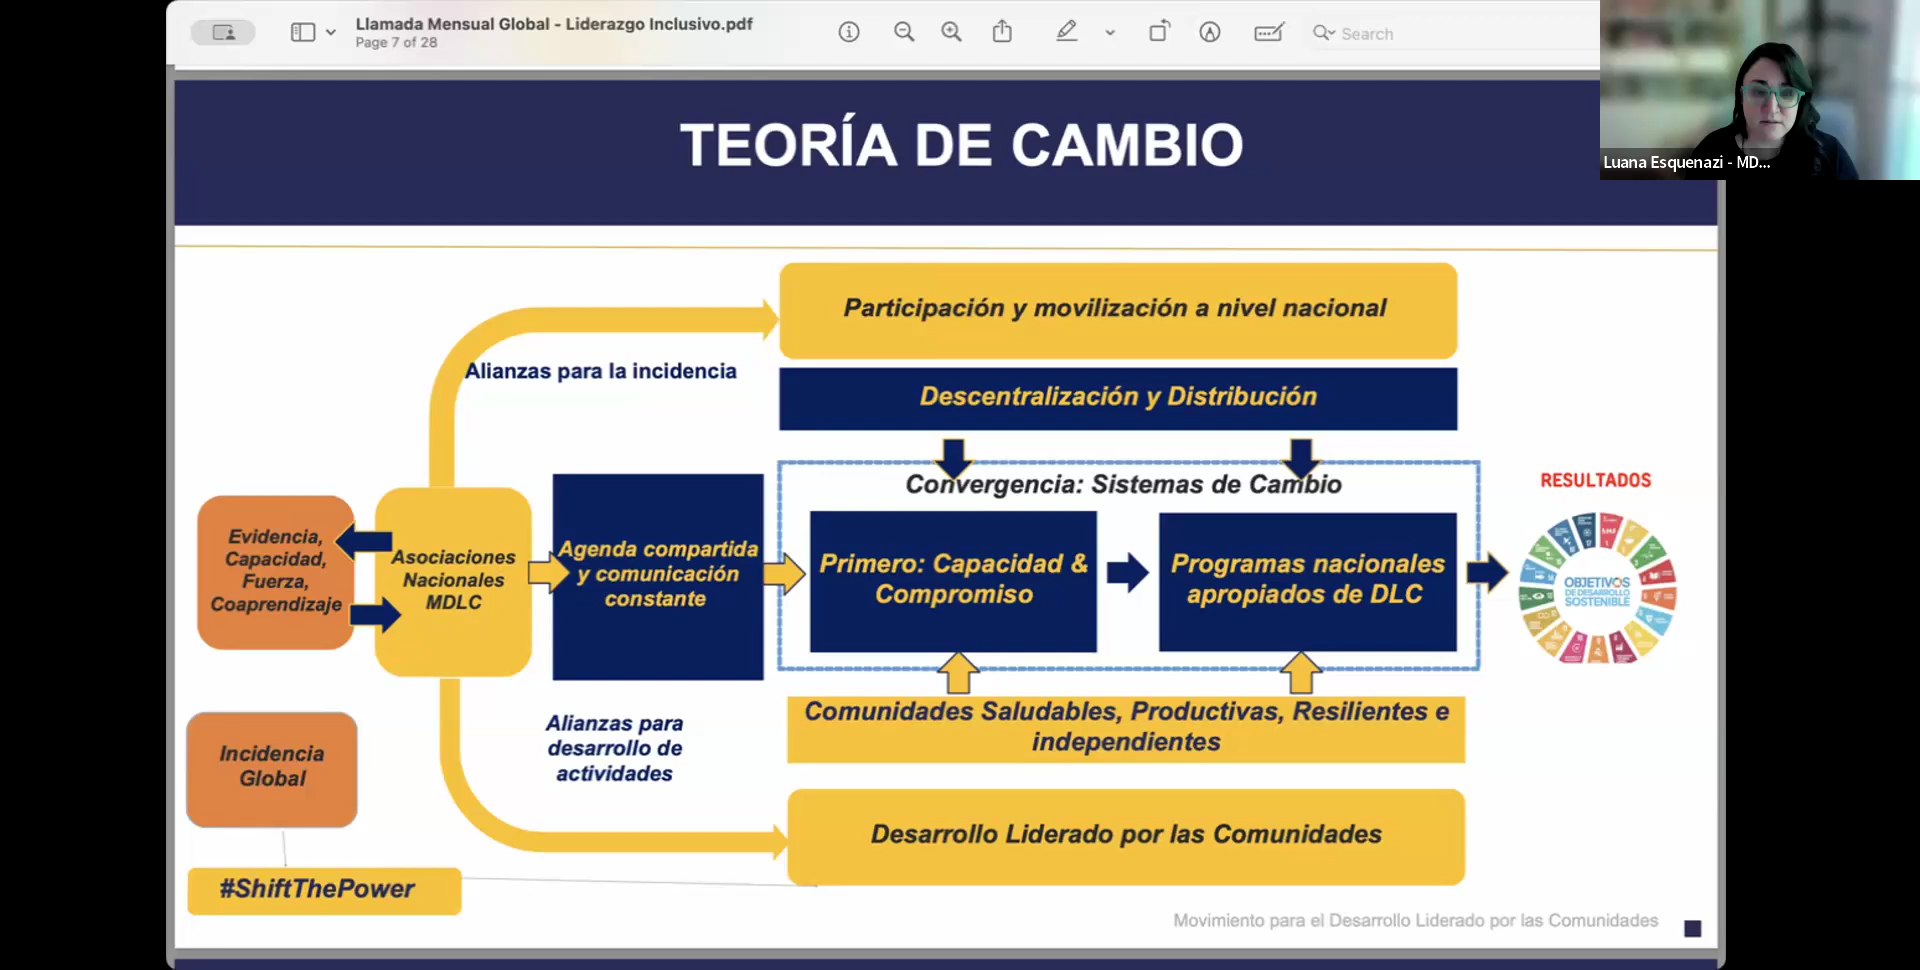 Llamada Mensual Global - Liderazgo Inclusivo.pdf
Page 7 of 28
Search
Luana Esquenazi - MD...
TEORÍA DE CAMBIO
Participación y movilización a nivel nacional
Alianzas para la incidencia
Descentralización y Distribución
Convergencia: Sistemas de Cambio
RESULTADOS
Evidencia,
Capacidad,
Fuerza,
Coaprendizaje
Asociaciones
Nacionales
MDLC
Agenda compartida
y comunicación
constante
Primero: Capacidad &
Compromiso
Programas nacionales
apropiados de DLC
OBJETIVOS
DE DESARROLLO
SOSTENIBLE
Comunidades Saludables, Productivas, Resilientes e
independientes
Alianzas para
desarrollo de
actividades
Incidencia
Global
Desarrollo Liderado por las Comunidades
#ShiftThePower
Movimiento para el Desarrollo Liderado por las Comunidades